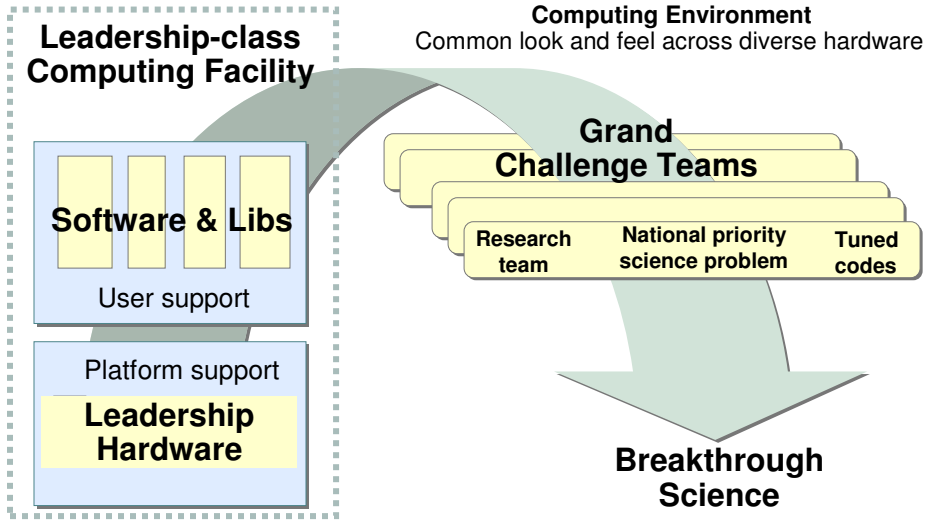 Leadership-class
Computing Facility
Software & Libs
User support
Platform support
Leadership
Hardware
Computing Environment
Common look and feel across diverse hardware
Grand
Challenge Teams
Research
team
National priority
science problem
Tuned
codes
Breakthrough
Science